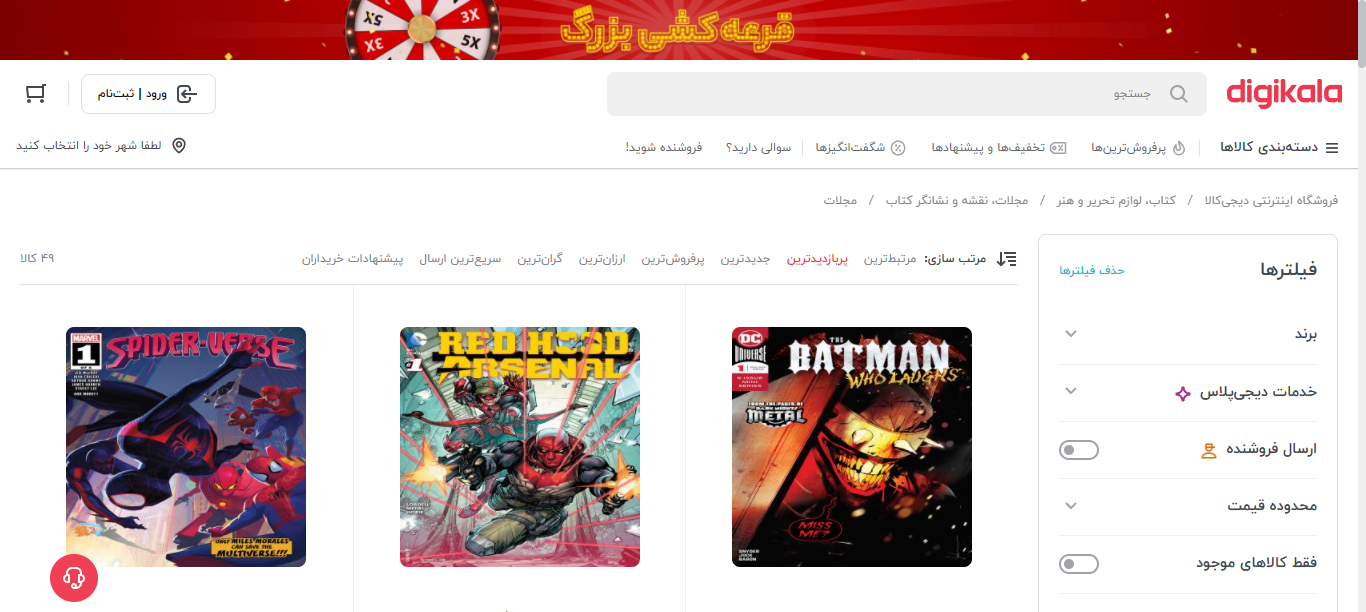 قرعه‌کشی بزرگ
5X
3X
5X
3X
digikala
جستجو
ورود | ثبت‌نام
دسته‌بندی کالاها
پرفروش‌ترین‌ها
تخفیف‌ها و پیشنهادها
شگفت‌انگیزها
سوالی دارید؟
فروشنده شوید!
لطفا شهر خود را انتخاب کنید
فروشگاه اینترنتی دیجی‌کالا / کتاب، لوازم تحریر و هنر / مجلات، نقشه و نشانگر کتاب / مجلات
فیلترها
حذف فیلترها
برند
خدمات دیجی‌پلاس
ارسال فروشنده
محدوده قیمت
فقط کالاهای موجود
مرتب سازی: مرتبط‌ترین پربازدیدترین جدیدترین پرفروش‌ترین ارزان‌ترین گران‌ترین سریع‌ترین ارسال پیشنهادات خریداران
۴۹ کالا
DC
UNIVERSE
1
THE
BATMAN
WHO LAUGHS
FROM THE PAGES OF
DARK NIGHTS
METAL
MISS
ME?
SNYDER
JOCK
BARON
RED HOOD
ARSENAL
1
LOBDELL
MEDRI
MARVEL
1
SPIDER-VERSE
ONLY MILES MORALES
CAN SAVE THE
MULTIVERSE!!!